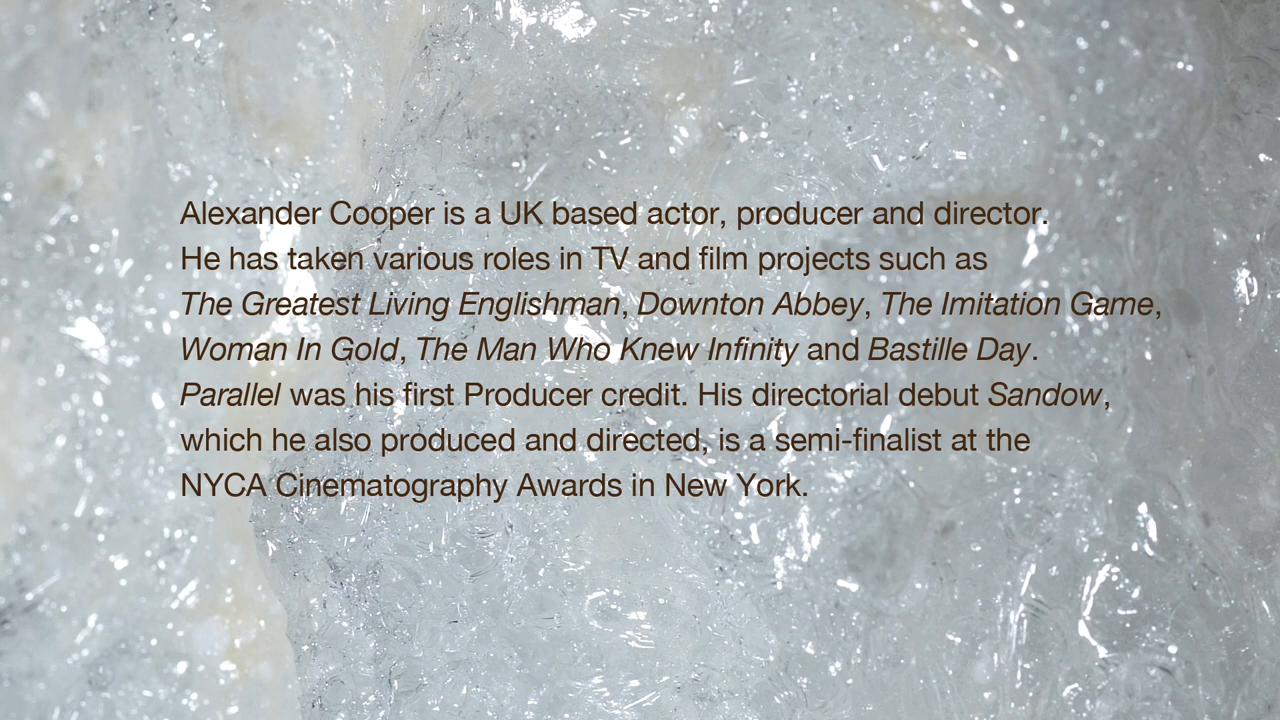 Alexander Cooper is a UK based actor, producer and director.
He has taken various roles in TV and film projects such as
The Greatest Living Englishman, Downton Abbey, The Imitation Game,
Woman In Gold, The Man Who Knew Infinity and Bastille Day.
Parallel was his first Producer credit. His directorial debut Sandow,
which he also produced and directed, is a semi-finalist at the
NYCA Cinematography Awards in New York.